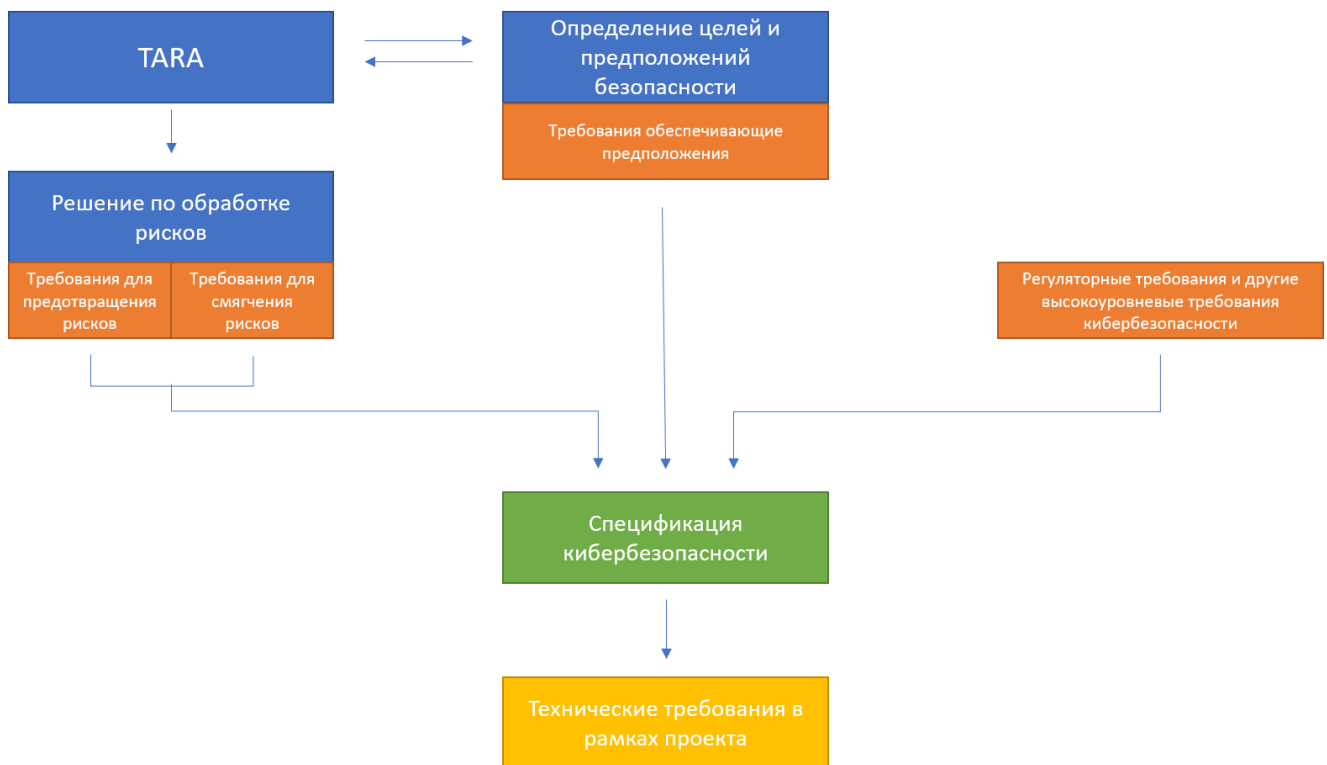 TARA
Определение целей и
предположений
безопасности
Требования обеспечивающие
предположения
Решение по обработке
рисков
Требования для
предотвращения
рисков
Требования для
смягчения
рисков
Регуляторные требования и другие
высокоуровневые требования
кибербезопасности
Спецификация
кибербезопасности
Технические требования в
рамках проекта